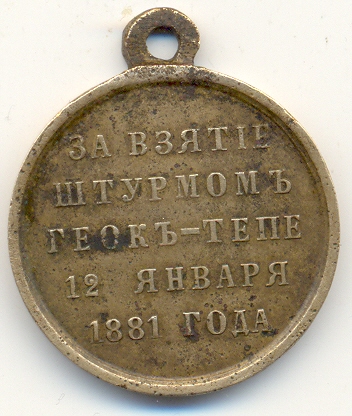 ЗА ВЗЯТІЕ
ШТУРМОМЪ
ГЕОКЪ-ТЕПЕ
12 ЯНВАРЯ
1881 ГОДА